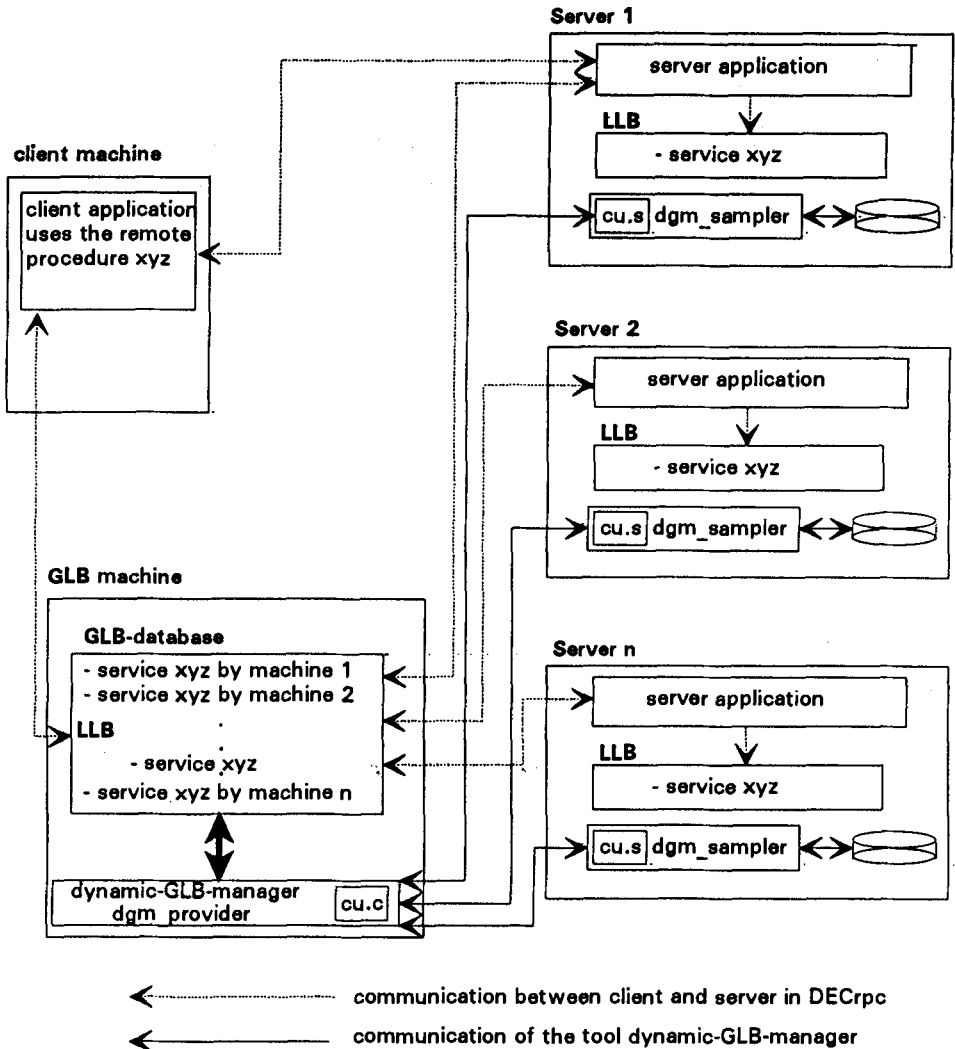 Server 1
server application
LLB
- service xyz
cu.s dgm_sampler
client machine
client application
uses the remote
procedure xyz
Server 2
server application
LLB
- service xyz
cu.s dgm_sampler
GLB machine
GLB-database
- service xyz by machine 1
- service xyz by machine 2
.
LLB .
.
- service xyz
- service xyz by machine n
dynamic-GLB-manager
dgm_provider
cu.c
Server n
server application
LLB
- service xyz
cu.s dgm_sampler
communication between client and server in DECrpc
communication of the tool dynamic-GLB-manager